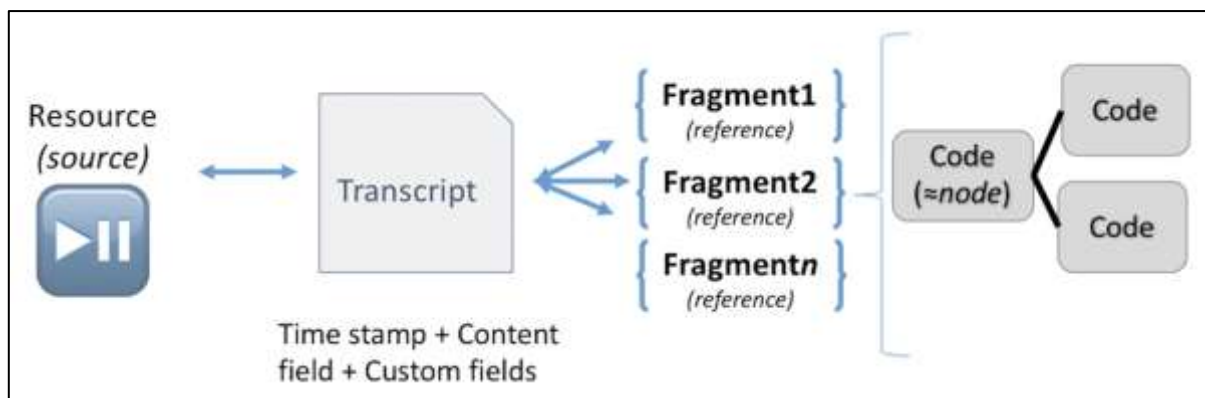 Resource
(source)
Transcript
Time stamp + Content
field + Custom fields
Fragment1
(reference)
Fragment2
(reference)
Fragmentn
(reference)
Code
(≈node)
Code
Code